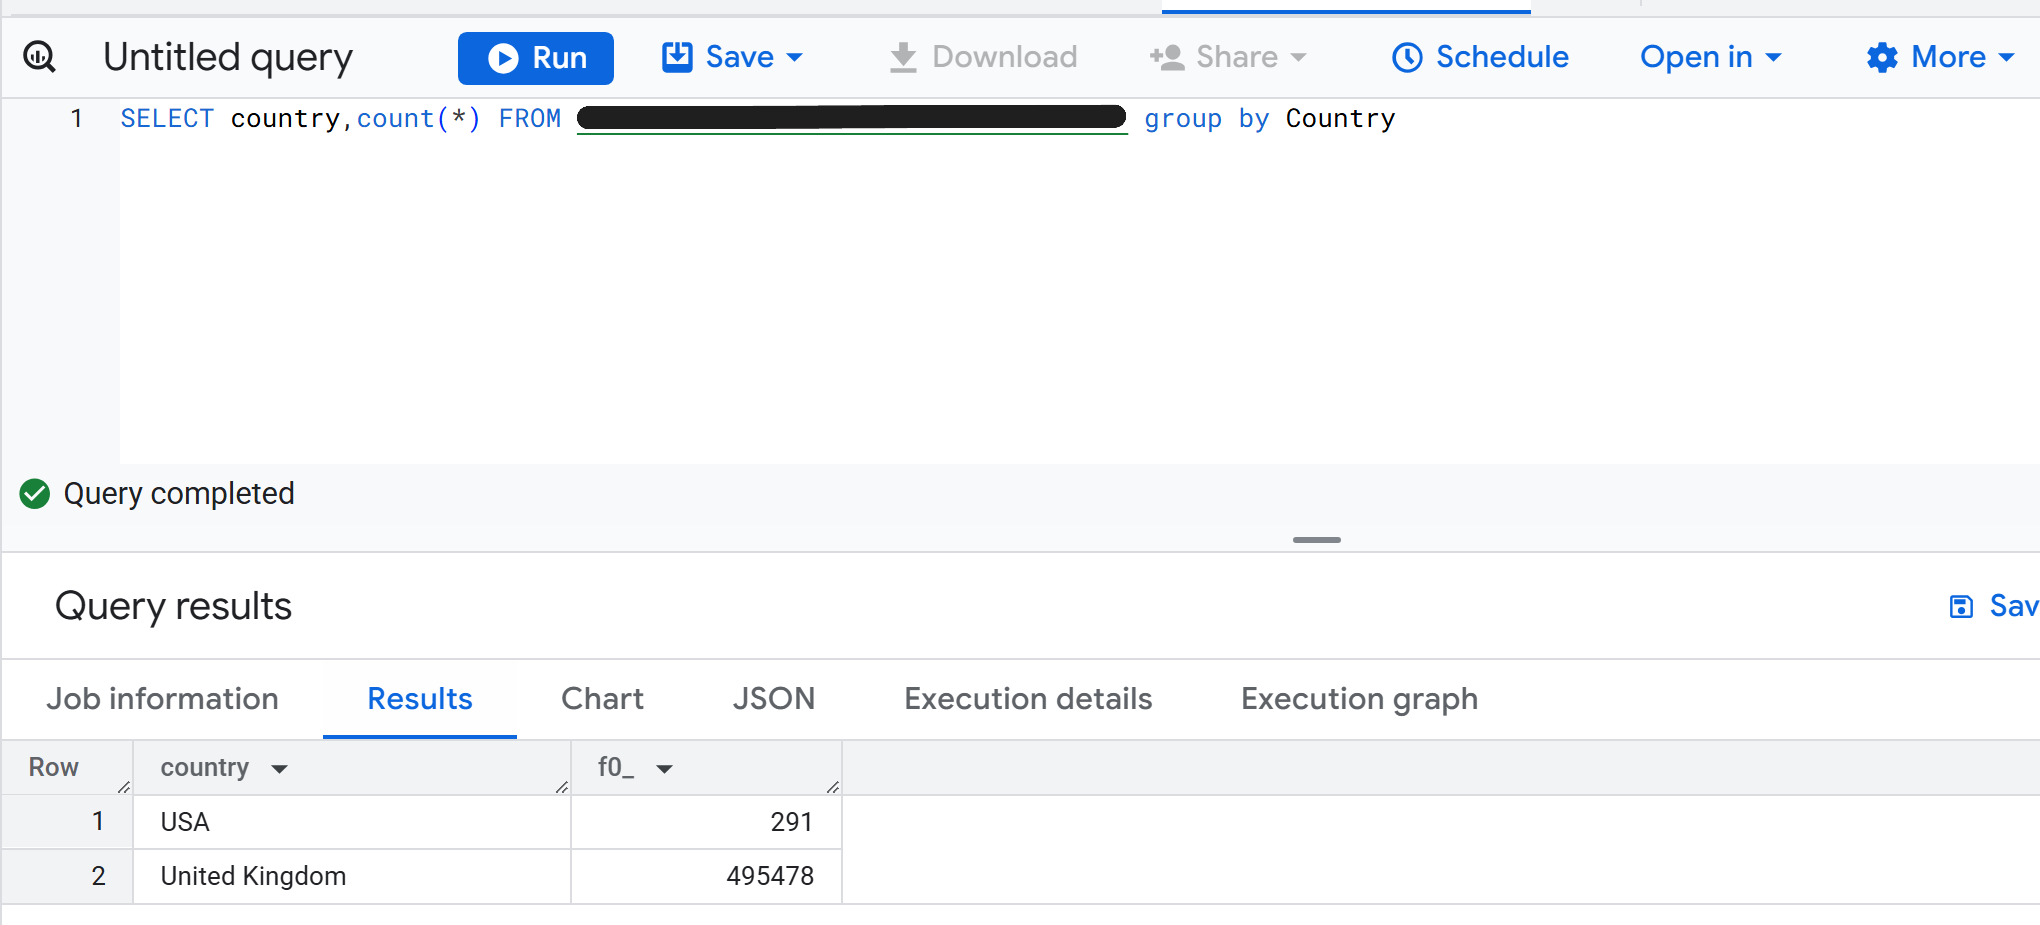 Untitled query Run Save Download Share Schedule Open in More
1 SELECT country,count(*) FROM group by Country
Query completed
Query results Sav
Job information Results Chart JSON Execution details Execution graph
Row country f0_
1 USA 291
2 United Kingdom 495478